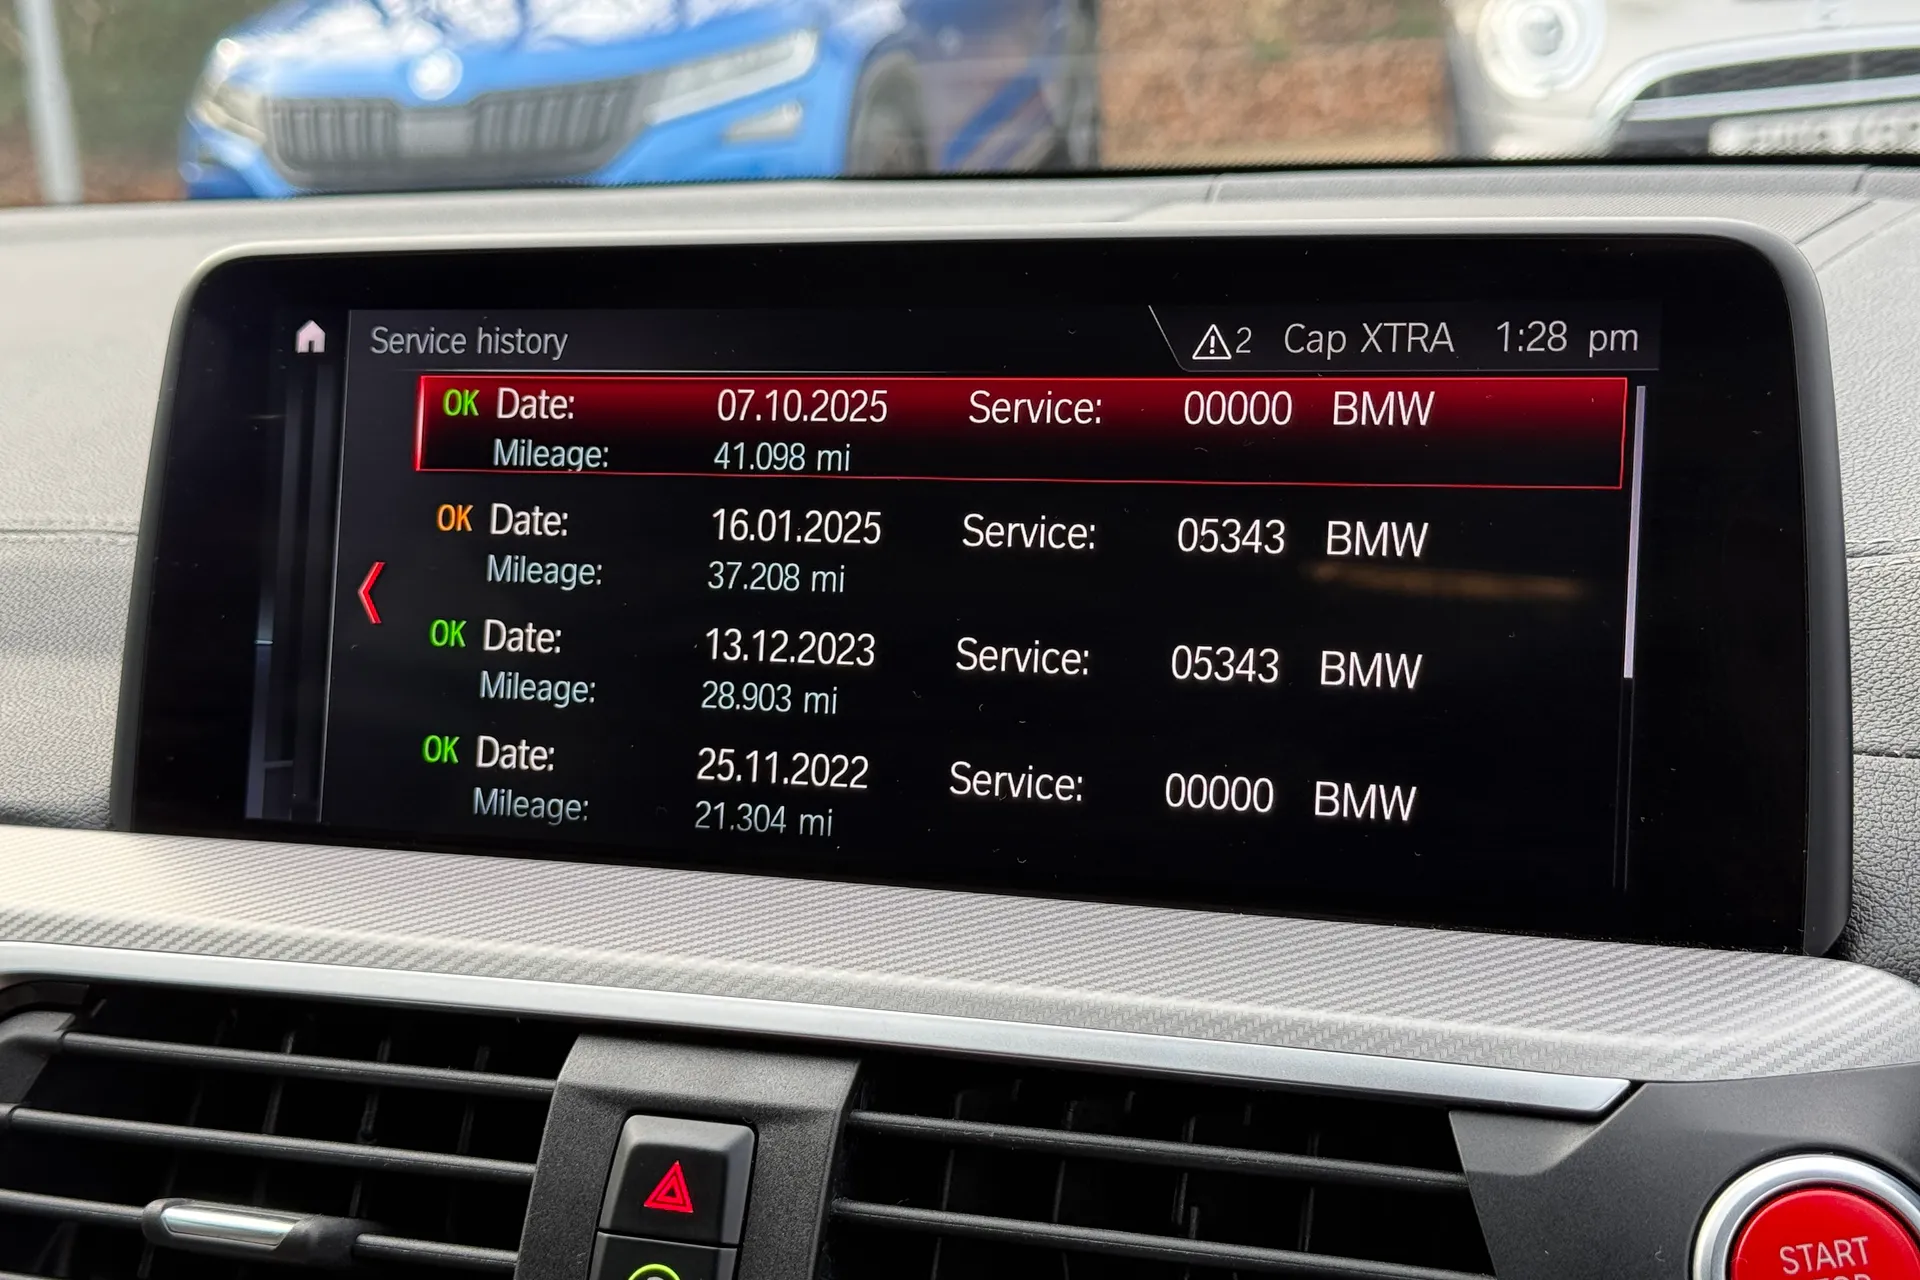 Service history ⚠2 Cap XTRA 1:28 pm
OK Date: 07.10.2025 Service: 00000 BMW
Mileage: 41.098 mi
OK Date: 16.01.2025 Service: 05343 BMW
Mileage: 37.208 mi
OK Date: 13.12.2023 Service: 05343 BMW
Mileage: 28.903 mi
OK Date: 25.11.2022 Service: 00000 BMW
Mileage: 21.304 mi
START